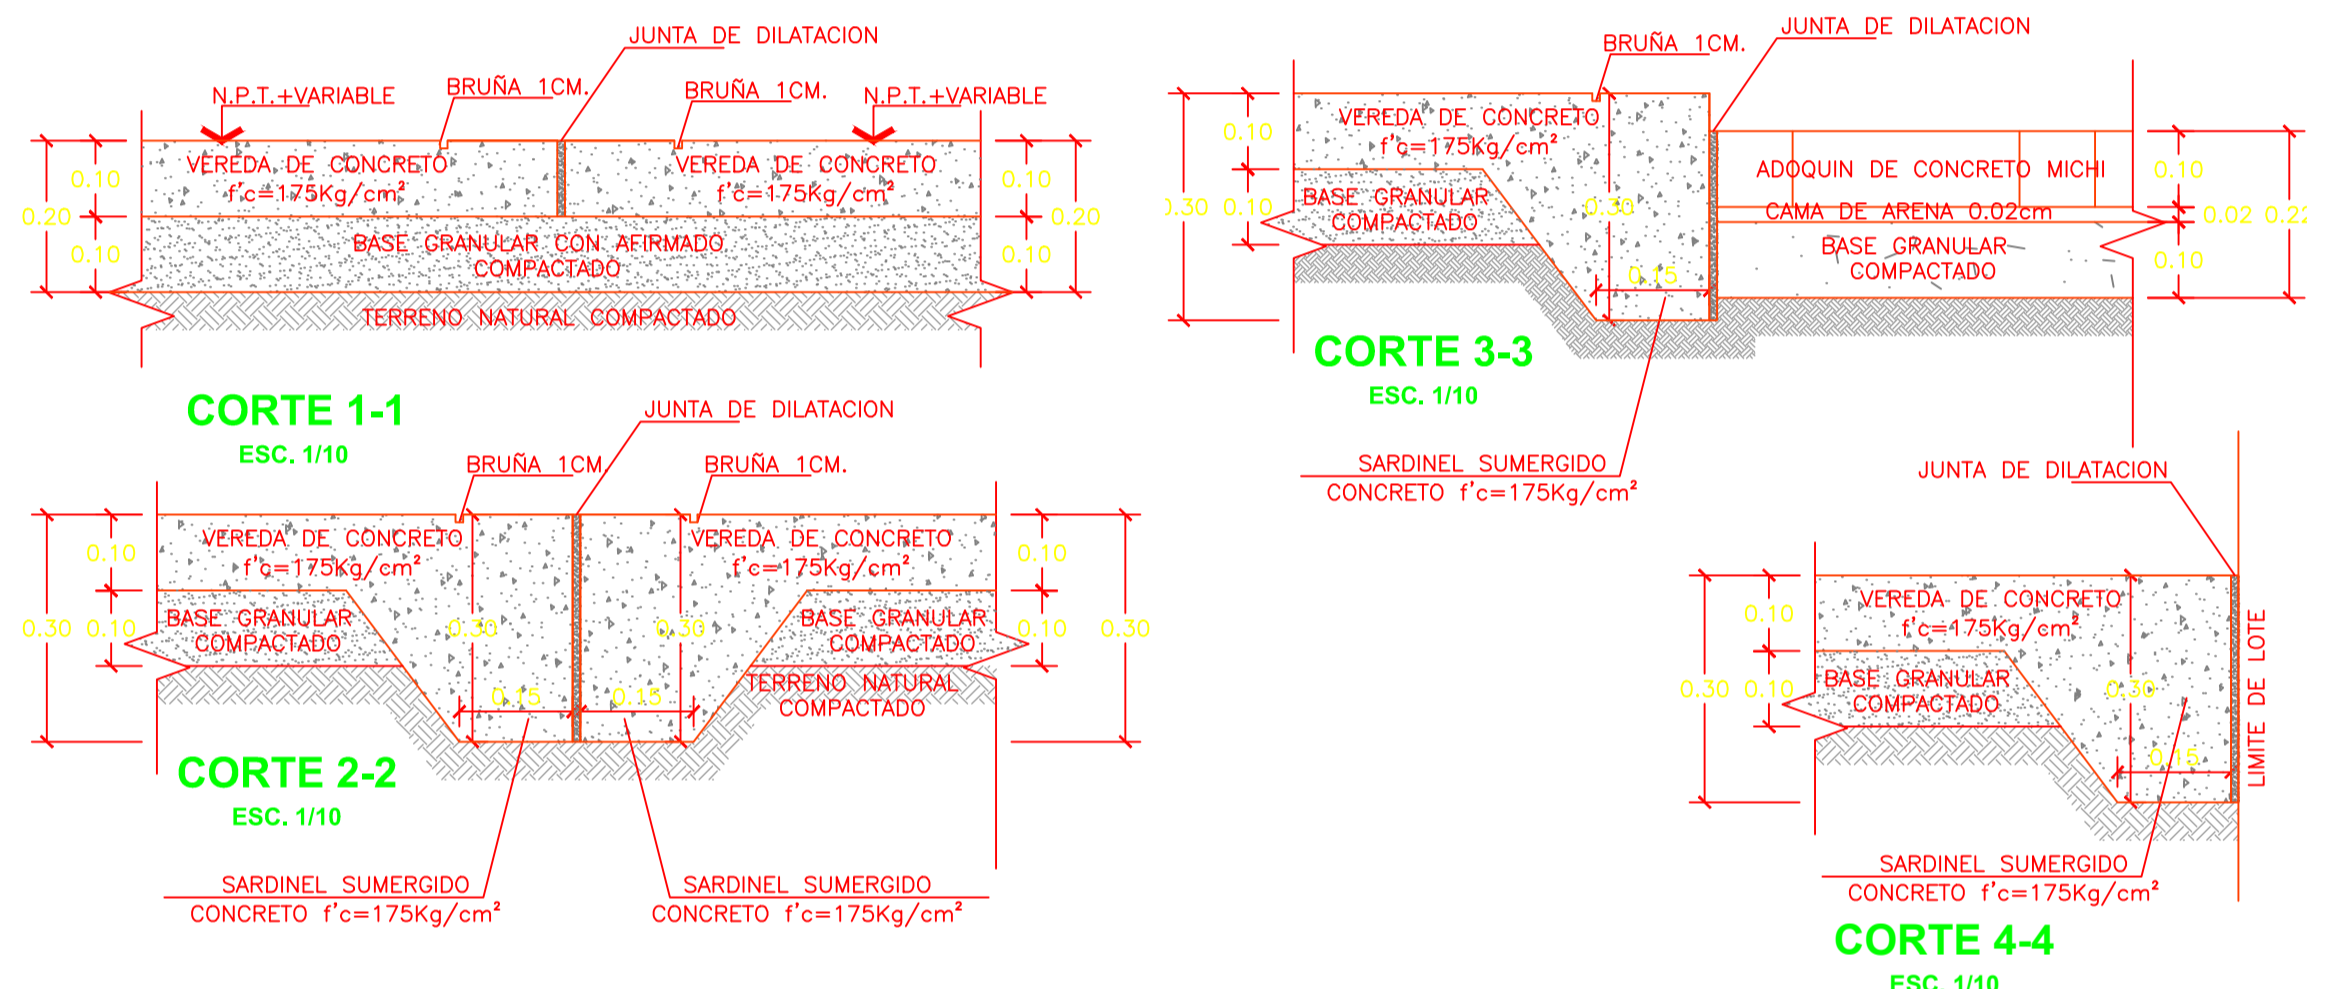 JUNTA DE DILATACION
BRUÑA 1CM.
BRUÑA 1CM.
N.P.T.+VARIABLE
N.P.T.+VARIABLE
VEREDA DE CONCRETO
f'c=175Kg/cm²
VEREDA DE CONCRETO
f'c=175Kg/cm²
0.10
0.20
0.10
0.10
0.20
0.10
BASE GRANULAR CON AFIRMADO
COMPACTADO
TERRENO NATURAL COMPACTADO
CORTE 1-1
ESC. 1/10
JUNTA DE DILATACION
BRUÑA 1CM.
BRUÑA 1CM.
VEREDA DE CONCRETO
f'c=175Kg/cm²
VEREDA DE CONCRETO
f'c=175Kg/cm²
0.10
0.30
0.10
0.10
0.10
0.30
BASE GRANULAR
COMPACTADO
0.30
0.30
BASE GRANULAR
COMPACTADO
0.15
0.15
TERRENO NATURAL
COMPACTADO
CORTE 2-2
ESC. 1/10
SARDINEL SUMERGIDO
CONCRETO f'c=175Kg/cm²
SARDINEL SUMERGIDO
CONCRETO f'c=175Kg/cm²
JUNTA DE DILATACION
BRUÑA 1CM.
VEREDA DE CONCRETO
f'c=175Kg/cm²
0.10
.30
0.10
BASE GRANULAR
COMPACTADO
0.30
0.15
ADOQUIN DE CONCRETO MICHI
CAMA DE ARENA 0.02cm
BASE GRANULAR
COMPACTADO
0.10
0.02
0.22
0.10
CORTE 3-3
ESC. 1/10
SARDINEL SUMERGIDO
CONCRETO f'c=175Kg/cm²
JUNTA DE DILATACION
VEREDA DE CONCRETO
f'c=175Kg/cm²
0.10
0.30
0.10
BASE GRANULAR
COMPACTADO
0.30
0.15
LIMITE DE LOTE
SARDINEL SUMERGIDO
CONCRETO f'c=175Kg/cm²
CORTE 4-4
ESC. 1/10